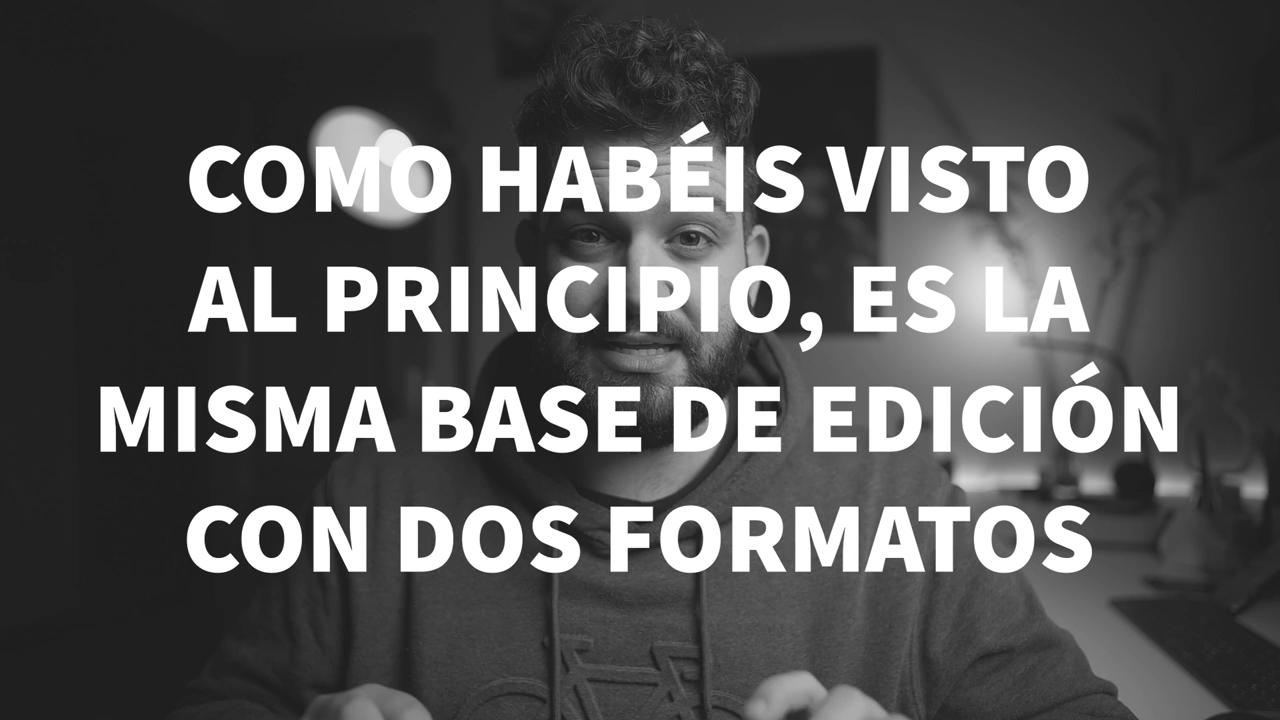 COMO HABÉIS VISTO
AL PRINCIPIO, ES LA
MISMA BASE DE EDICIÓN
CON DOS FORMATOS